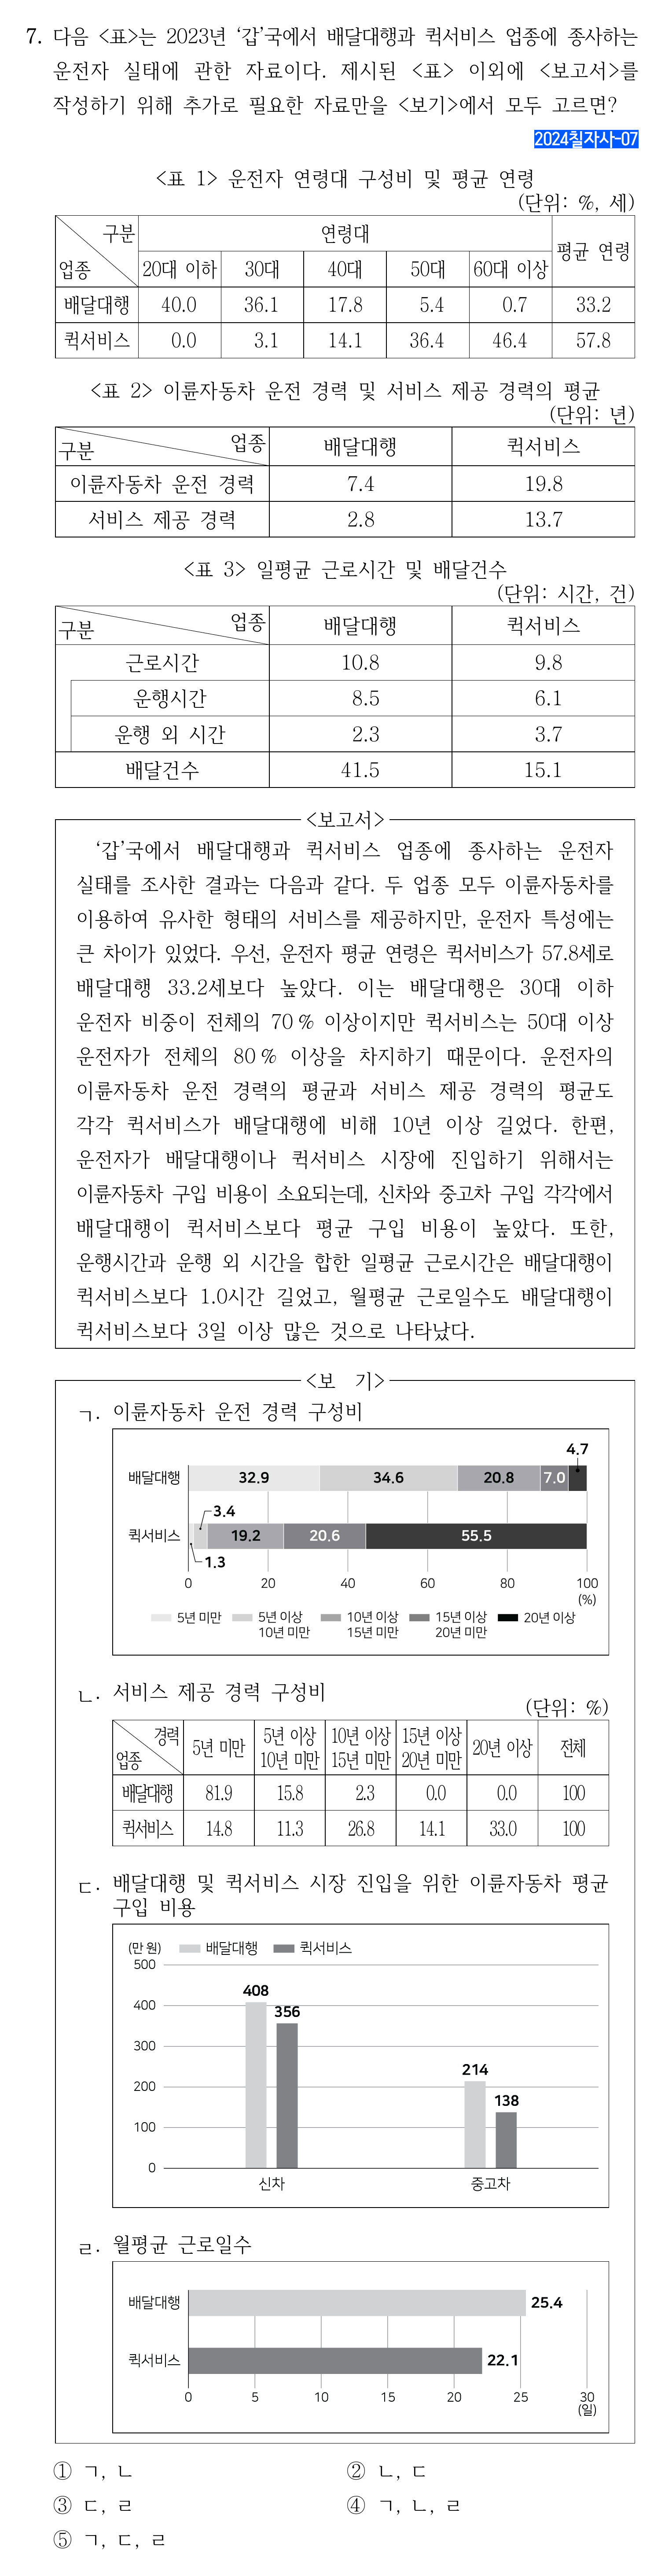 7. 다음 <표>는 2023년 ‘갑’국에서 배달대행과 퀵서비스 업종에 종사하는
운전자 실태에 관한 자료이다. 제시된 <표> 이외에 <보고서>를
작성하기 위해 추가로 필요한 자료만을 <보기>에서 모두 고르면?
2024칠자사-07
<표 1> 운전자 연령대 구성비 및 평균 연령
(단위: %, 세)
구분 연령대 평균 연령
업종 20대 이하 30대 40대 50대 60대 이상
배달대행 40.0 36.1 17.8 5.4 0.7 33.2
퀵서비스 0.0 3.1 14.1 36.4 46.4 57.8
<표 2> 이륜자동차 운전 경력 및 서비스 제공 경력의 평균
(단위: 년)
구분 업종 배달대행 퀵서비스
이륜자동차 운전 경력 7.4 19.8
서비스 제공 경력 2.8 13.7
<표 3> 일평균 근로시간 및 배달건수
(단위: 시간, 건)
구분 업종 배달대행 퀵서비스
근로시간 10.8 9.8
운행시간 8.5 6.1
운행 외 시간 2.3 3.7
배달건수 41.5 15.1
<보고서>
‘갑’국에서 배달대행과 퀵서비스 업종에 종사하는 운전자
실태를 조사한 결과는 다음과 같다. 두 업종 모두 이륜자동차를
이용하여 유사한 형태의 서비스를 제공하지만, 운전자 특성에는
큰 차이가 있었다. 우선, 운전자 평균 연령은 퀵서비스가 57.8세로
배달대행 33.2세보다 높았다. 이는 배달대행은 30대 이하
운전자 비중이 전체의 70 % 이상이지만 퀵서비스는 50대 이상
운전자가 전체의 80 % 이상을 차지하기 때문이다. 운전자의
이륜자동차 운전 경력의 평균과 서비스 제공 경력의 평균도
각각 퀵서비스가 배달대행에 비해 10년 이상 길었다. 한편,
운전자가 배달대행이나 퀵서비스 시장에 진입하기 위해서는
이륜자동차 구입 비용이 소요되는데, 신차와 중고차 구입 각각에서
배달대행이 퀵서비스보다 평균 구입 비용이 높았다. 또한,
운행시간과 운행 외 시간을 합한 일평균 근로시간은 배달대행이
퀵서비스보다 1.0시간 길었고, 월평균 근로일수도 배달대행이
퀵서비스보다 3일 이상 많은 것으로 나타났다.
<보 기>
ㄱ. 이륜자동차 운전 경력 구성비
4.7
배달대행 32.9 34.6 20.8 7.0
3.4
퀵서비스 19.2 20.6 55.5
1.3
0 20 40 60 80 100
(%)
5년 미만 5년 이상 10년 이상 15년 이상 20년 이상
10년 미만 15년 미만 20년 미만
ㄴ. 서비스 제공 경력 구성비
(단위: %)
경력 5년 미만 5년 이상 10년 이상 15년 이상 20년 이상 전체
업종 10년 미만 15년 미만 20년 미만
배달대행 81.9 15.8 2.3 0.0 0.0 100
퀵서비스 14.8 11.3 26.8 14.1 33.0 100
ㄷ. 배달대행 및 퀵서비스 시장 진입을 위한 이륜자동차 평균
구입 비용
(만 원) 배달대행 퀵서비스
500
408
400
356
300
214
200
138
100
0
신차 중고차
ㄹ. 월평균 근로일수
배달대행 25.4
퀵서비스 22.1
0 5 10 15 20 25 30
(일)
① ㄱ, ㄴ ② ㄴ, ㄷ
③ ㄷ, ㄹ ④ ㄱ, ㄴ, ㄹ
⑤ ㄱ, ㄷ, ㄹ